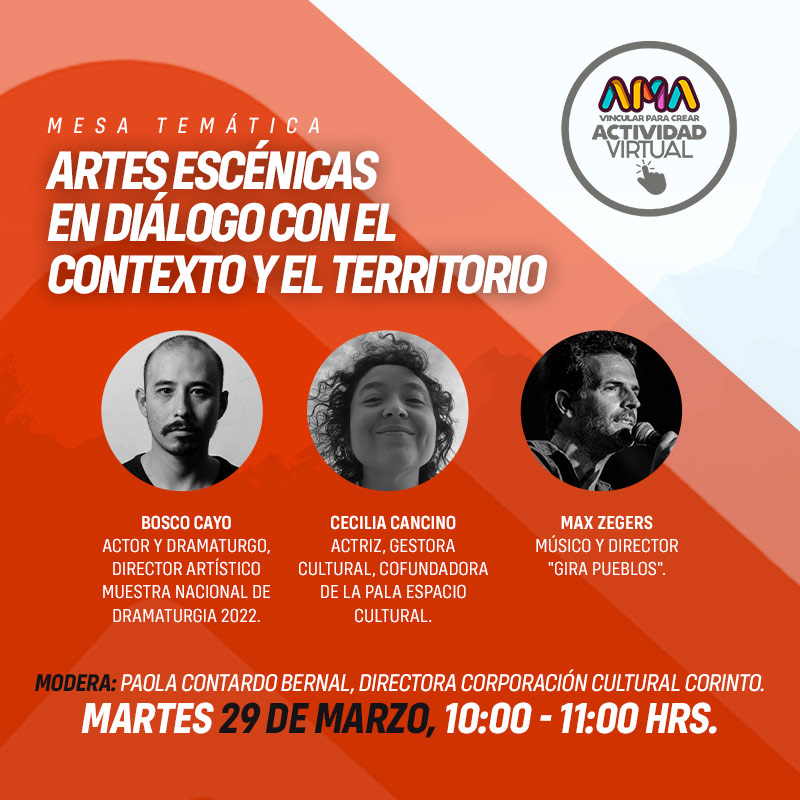 MESA TEMÁTICA
ARTES ESCÉNICAS
EN DIÁLOGO CON EL
CONTEXTO Y EL TERRITORIO
AMA
VINCULAR PARA CREAR
ACTIVIDAD
VIRTUAL
BOSCO CAYO
ACTOR Y DRAMATURGO,
DIRECTOR ARTÍSTICO
MUESTRA NACIONAL DE
DRAMATURGIA 2022.
CECILIA CANCINO
ACTRIZ, GESTORA
CULTURAL, COFUNDADORA
DE LA PALA ESPACIO
CULTURAL.
MAX ZEGERS
MÚSICO Y DIRECTOR
"GIRA PUEBLOS".
MODERA: PAOLA CONTARDO BERNAL, DIRECTORA CORPORACIÓN CULTURAL CORINTO.
MARTES 29 DE MARZO, 10:00 - 11:00 HRS.